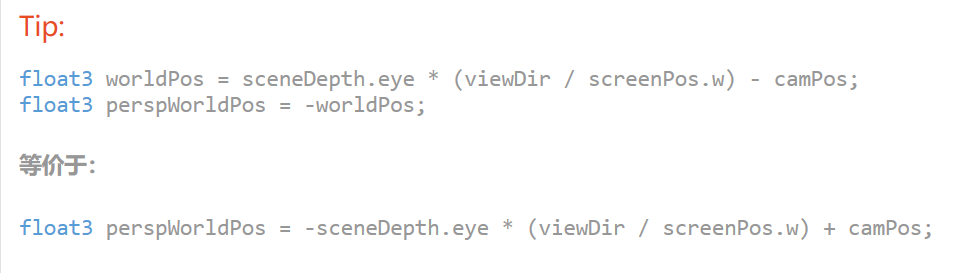 Tip:
float3 worldPos = sceneDepth.eye * (viewDir / screenPos.w) - camPos;
float3 perspWorldPos = -worldPos;
等价于:
float3 perspWorldPos = -sceneDepth.eye * (viewDir / screenPos.w) + camPos;